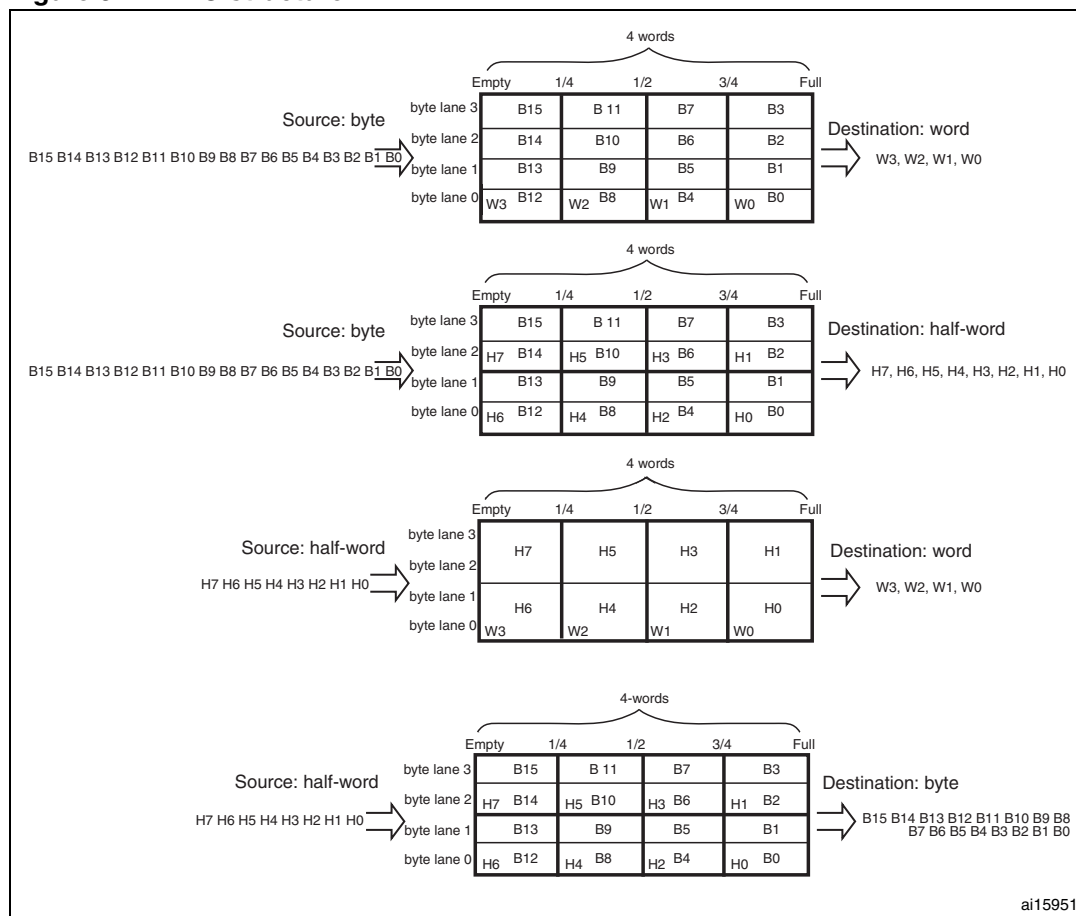 4 words
Empty 1/4 1/2 3/4 Full
byte lane 3 B15 B 11 B7 B3
Source: byte
Destination: word
byte lane 2 B14 B10 B6 B2
B15 B14 B13 B12 B11 B10 B9 B8 B7 B6 B5 B4 B3 B2 B1 B0
W3, W2, W1, W0
byte lane 1 B13 B9 B5 B1
byte lane 0 W3 B12 W2 B8 W1 B4 W0 B0
4 words
Empty 1/4 1/2 3/4 Full
byte lane 3 B15 B 11 B7 B3
Source: byte
Destination: half-word
byte lane 2 H7 B14 H5 B10 H3 B6 H1 B2
B15 B14 B13 B12 B11 B10 B9 B8 B7 B6 B5 B4 B3 B2 B1 B0
H7, H6, H5, H4, H3, H2, H1, H0
byte lane 1 B13 B9 B5 B1
byte lane 0 H6 B12 H4 B8 H2 B4 H0 B0
4 words
Empty 1/4 1/2 3/4 Full
byte lane 3
Source: half-word
H7 H5 H3 H1
Destination: word
byte lane 2
H7 H6 H5 H4 H3 H2 H1 H0
W3, W2, W1, W0
byte lane 1
H6 H4 H2 H0
byte lane 0 W3 W2 W1 W0
4-words
Empty 1/4 1/2 3/4 Full
byte lane 3 B15 B 11 B7 B3
Source: half-word
Destination: byte
byte lane 2 H7 B14 H5 B10 H3 B6 H1 B2
H7 H6 H5 H4 H3 H2 H1 H0
B15 B14 B13 B12 B11 B10 B9 B8
B7 B6 B5 B4 B3 B2 B1 B0
byte lane 1 B13 B9 B5 B1
byte lane 0 H6 B12 H4 B8 H2 B4 H0 B0
ai15951